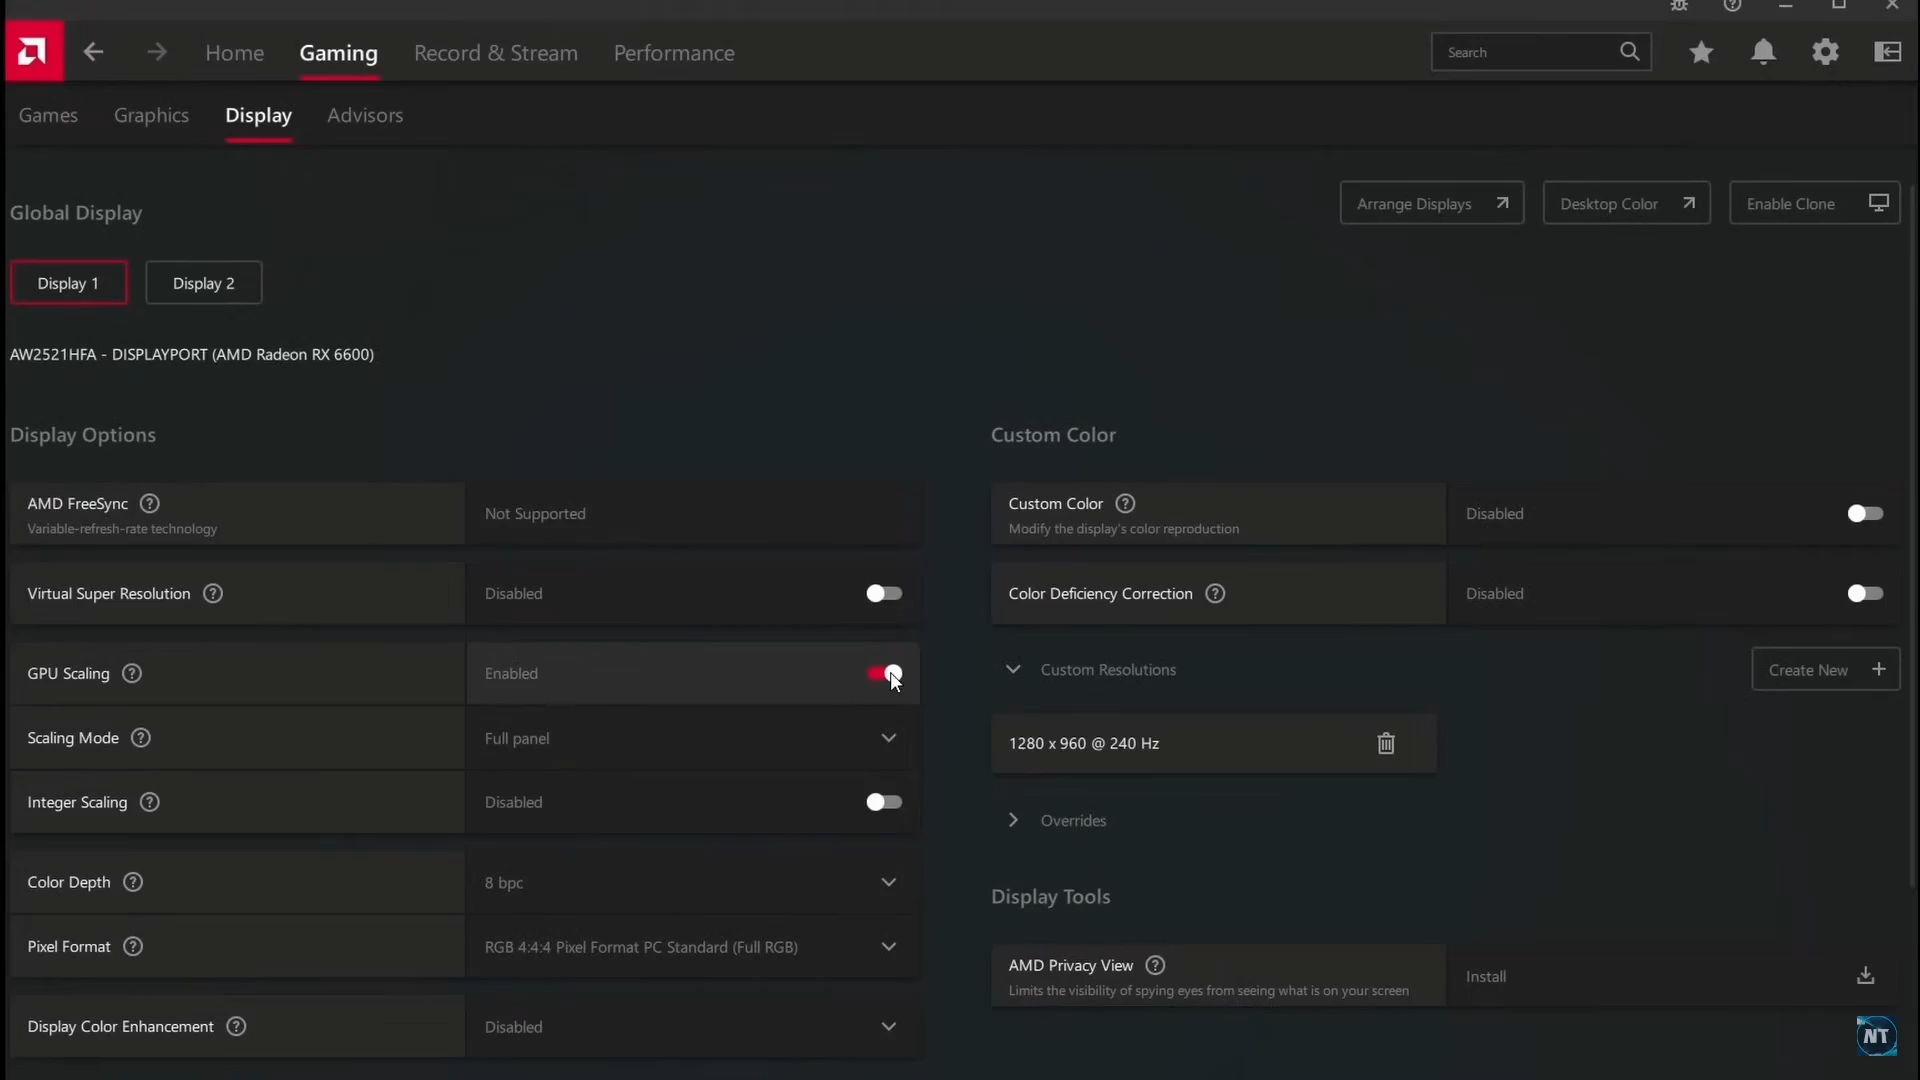 Home
Gaming
Record & Stream
Performance
Search
Games
Graphics
Display
Advisors
Global Display
Arrange Displays
Desktop Color
Enable Clone
Display 1
Display 2
AW2521HFA - DISPLAYPORT (AMD Radeon RX 6600)
Display Options
AMD FreeSync
Variable-refresh-rate technology
Not Supported
Virtual Super Resolution
Disabled
GPU Scaling
Enabled
Scaling Mode
Full panel
Integer Scaling
Disabled
Color Depth
8 bpc
Pixel Format
RGB 4:4:4 Pixel Format PC Standard (Full RGB)
Display Color Enhancement
Disabled
Custom Color
Custom Color
Modify the display's color reproduction
Disabled
Color Deficiency Correction
Disabled
Custom Resolutions
Create New
1280 x 960 @ 240 Hz
Overrides
Display Tools
AMD Privacy View
Limits the visibility of spying eyes from seeing what is on your screen
Install
NT